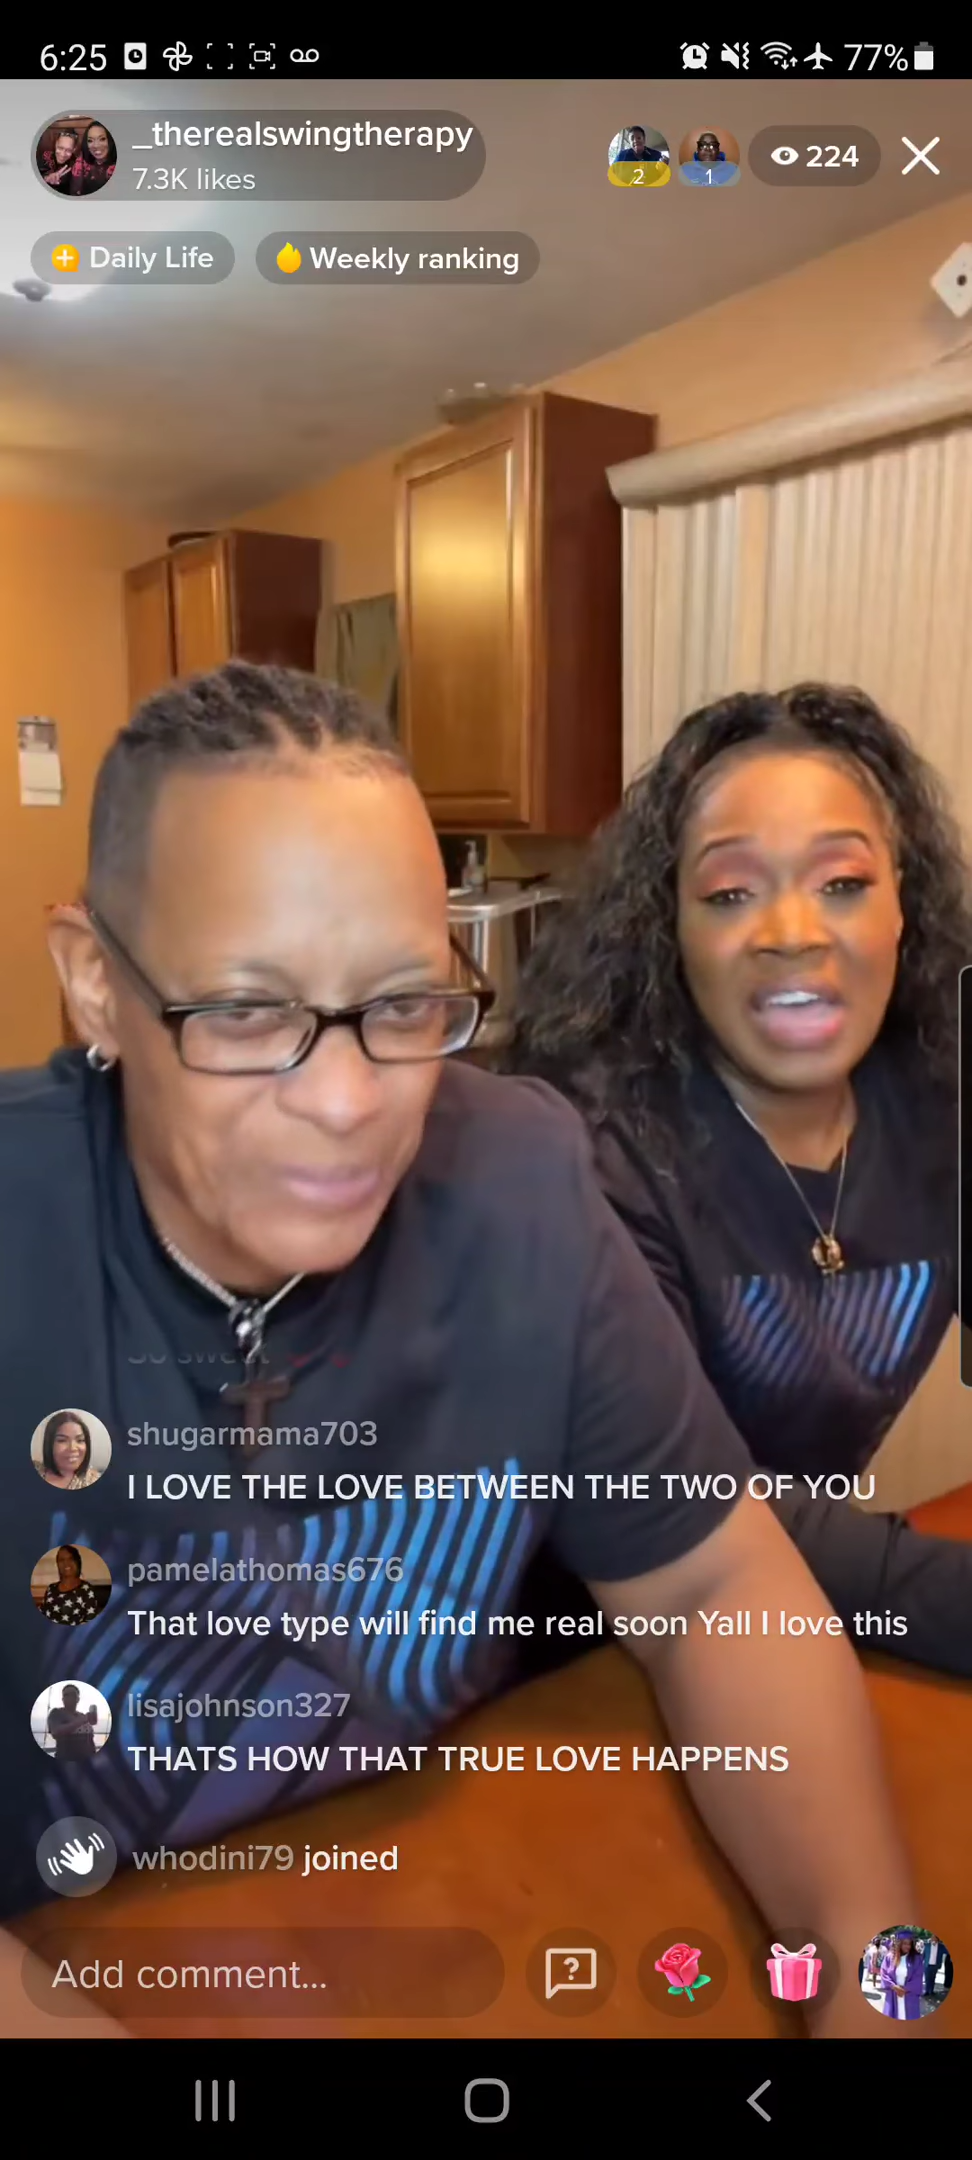 6:25
77%
_therealswingtherapy
7.3K likes
2
1
224
Daily Life
Weekly ranking
So sweet
shugarmama703
I LOVE THE LOVE BETWEEN THE TWO OF YOU
pamelathomas676
That love type will find me real soon Yall I love this
lisajohnson327
THATS HOW THAT TRUE LOVE HAPPENS
whodini79 joined
Add comment...